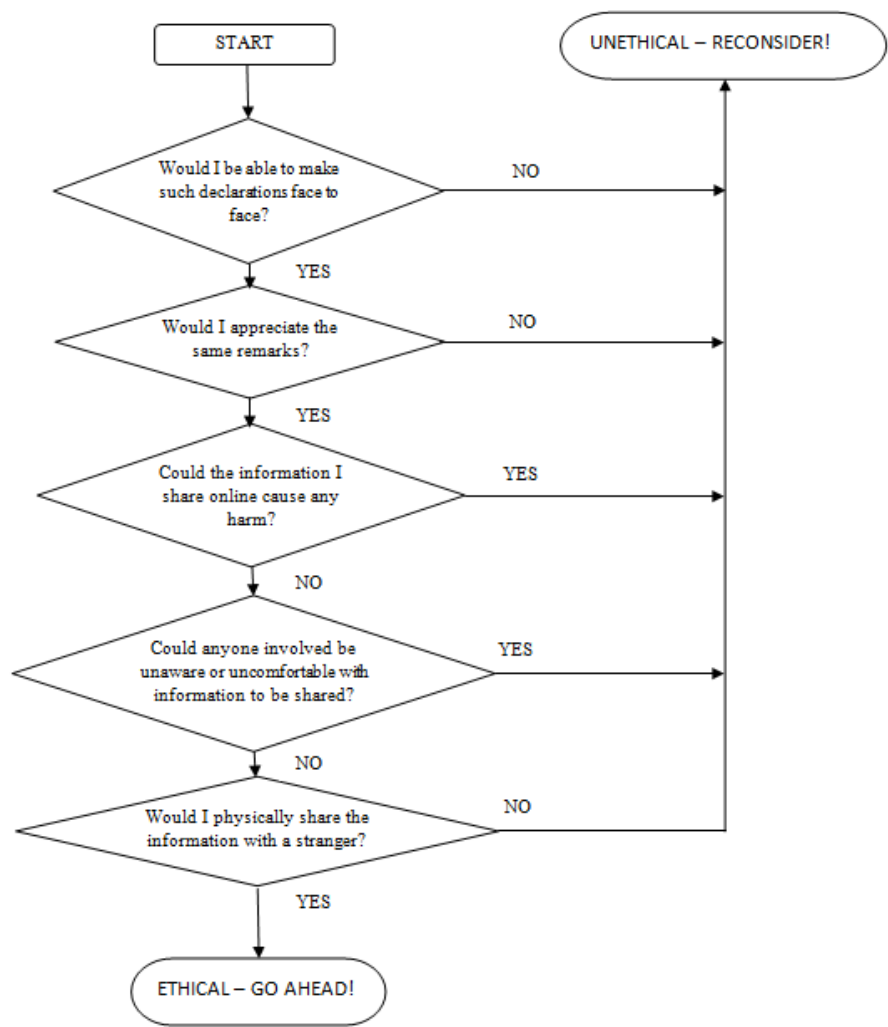 START
UNETHICAL – RECONSIDER!
Would I be able to make
such declarations face to
face?
NO
YES
Would I appreciate the
same remarks?
NO
YES
Could the information I
share online cause any
harm?
YES
NO
Could anyone involved be
unaware or uncomfortable with
information to be shared?
YES
NO
Would I physically share the
information with a stranger?
NO
YES
ETHICAL – GO AHEAD!